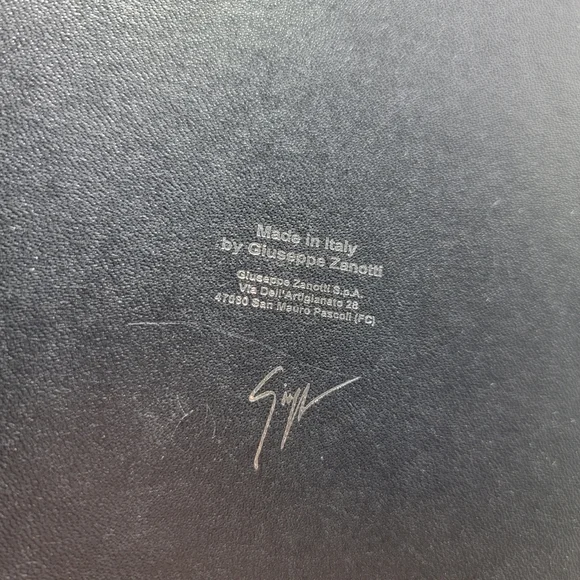 Made in Italy
by Giuseppe Zanotti
Giuseppe Zanotti S.p.A.
Via Dell'Artigianato 28
47030 San Mauro Pascoli (FC)